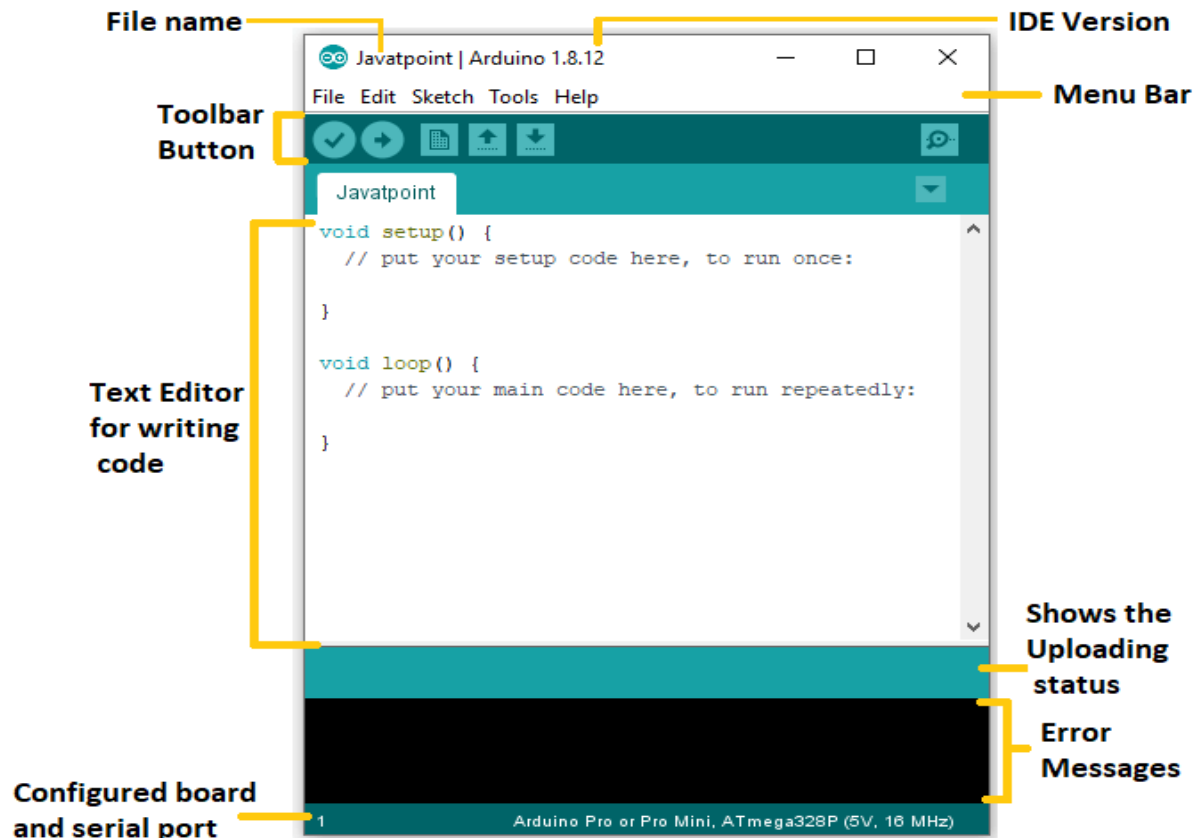 File name
IDE Version
Javatpoint | Arduino 1.8.12
File Edit Sketch Tools Help
Menu Bar
Toolbar
Button
Javatpoint
void setup() {
// put your setup code here, to run once:
}
void loop() {
// put your main code here, to run repeatedly:
}
Text Editor
for writing
code
Shows the
Uploading
status
Error
Messages
Configured board
and serial port
1
Arduino Pro or Pro Mini, ATmega328P (5V, 16 MHz)